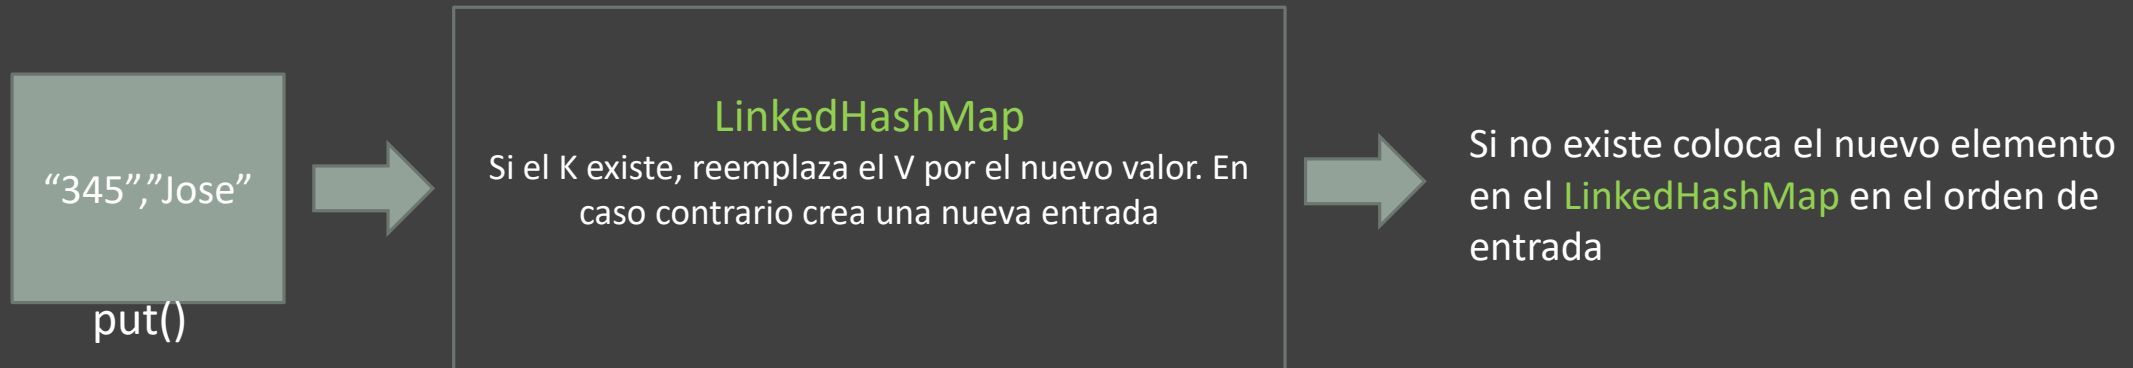 “345”,”Jose”
put()
LinkedHashMap
Si el K existe, reemplaza el V por el nuevo valor. En
caso contrario crea una nueva entrada
Si no existe coloca el nuevo elemento
en el LinkedHashMap en el orden de
entrada